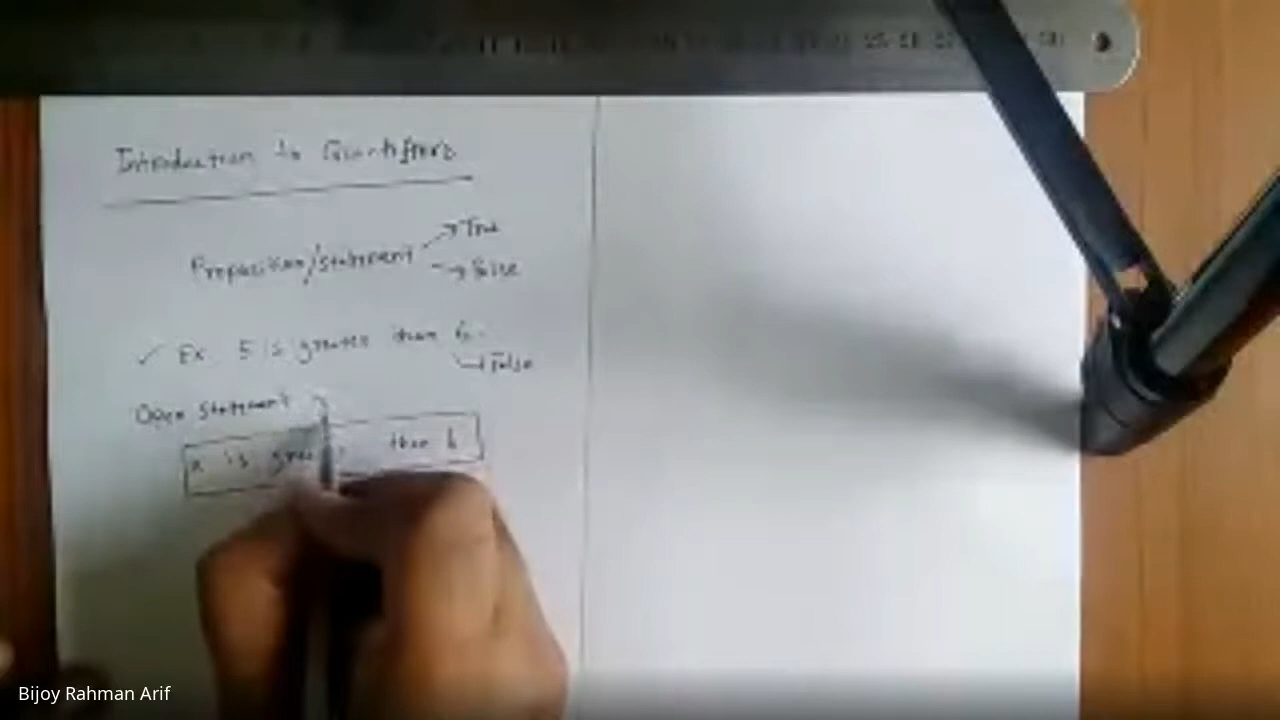 Introduction to Quantifiers
Proposition/statement
True
False
✓ Ex 5 is greater than 6.
False
Open statement
x is than 6
Bijoy Rahman Arif